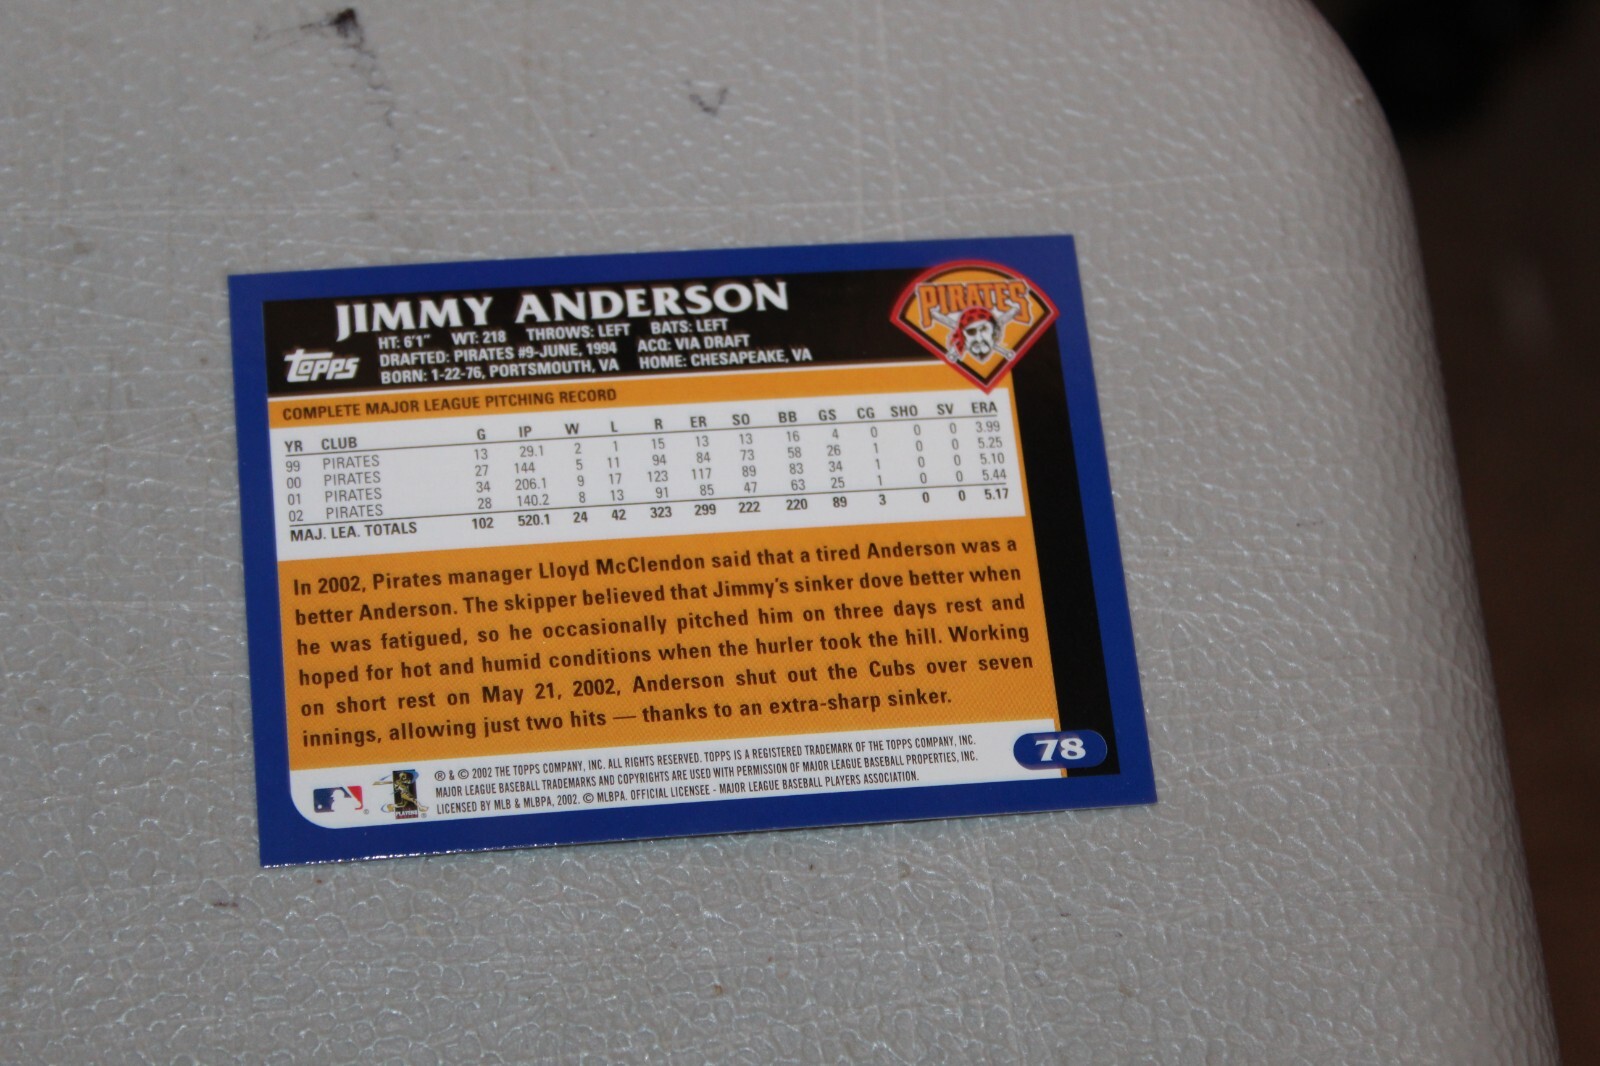 JIMMY ANDERSON
PIRATES
HT: 6'1" WT: 218 THROWS: LEFT BATS: LEFT
topps
DRAFTED: PIRATES #9-JUNE, 1994 ACQ: VIA DRAFT
BORN: 1-22-76, PORTSMOUTH, VA HOME: CHESAPEAKE, VA
COMPLETE MAJOR LEAGUE PITCHING RECORD
YR CLUB G IP W L R ER SO BB GS CG SHO SV ERA
99 PIRATES 13 29.1 2 1 15 13 13 16 4 0 0 0 3.99
00 PIRATES 27 144 5 11 94 84 73 58 26 1 0 0 5.25
01 PIRATES 34 206.1 9 17 123 117 89 83 34 1 0 0 5.10
02 PIRATES 28 140.2 8 13 91 85 47 63 25 1 0 0 5.44
MAJ. LEA. TOTALS 102 520.1 24 42 323 299 222 220 89 3 0 0 5.17
In 2002, Pirates manager Lloyd McClendon said that a tired Anderson was a
better Anderson. The skipper believed that Jimmy's sinker dove better when
he was fatigued, so he occasionally pitched him on three days rest and
hoped for hot and humid conditions when the hurler took the hill. Working
on short rest on May 21, 2002, Anderson shut out the Cubs over seven
innings, allowing just two hits — thanks to an extra-sharp sinker.
78
® & © 2002 THE TOPPS COMPANY, INC. ALL RIGHTS RESERVED. TOPPS IS A REGISTERED TRADEMARK OF THE TOPPS COMPANY, INC.
MAJOR LEAGUE BASEBALL TRADEMARKS AND COPYRIGHTS ARE USED WITH PERMISSION OF MAJOR LEAGUE BASEBALL PROPERTIES, INC.
LICENSED BY MLB & MLBPA, 2002. © MLBPA. OFFICIAL LICENSEE - MAJOR LEAGUE BASEBALL PLAYERS ASSOCIATION.
PLAYERS